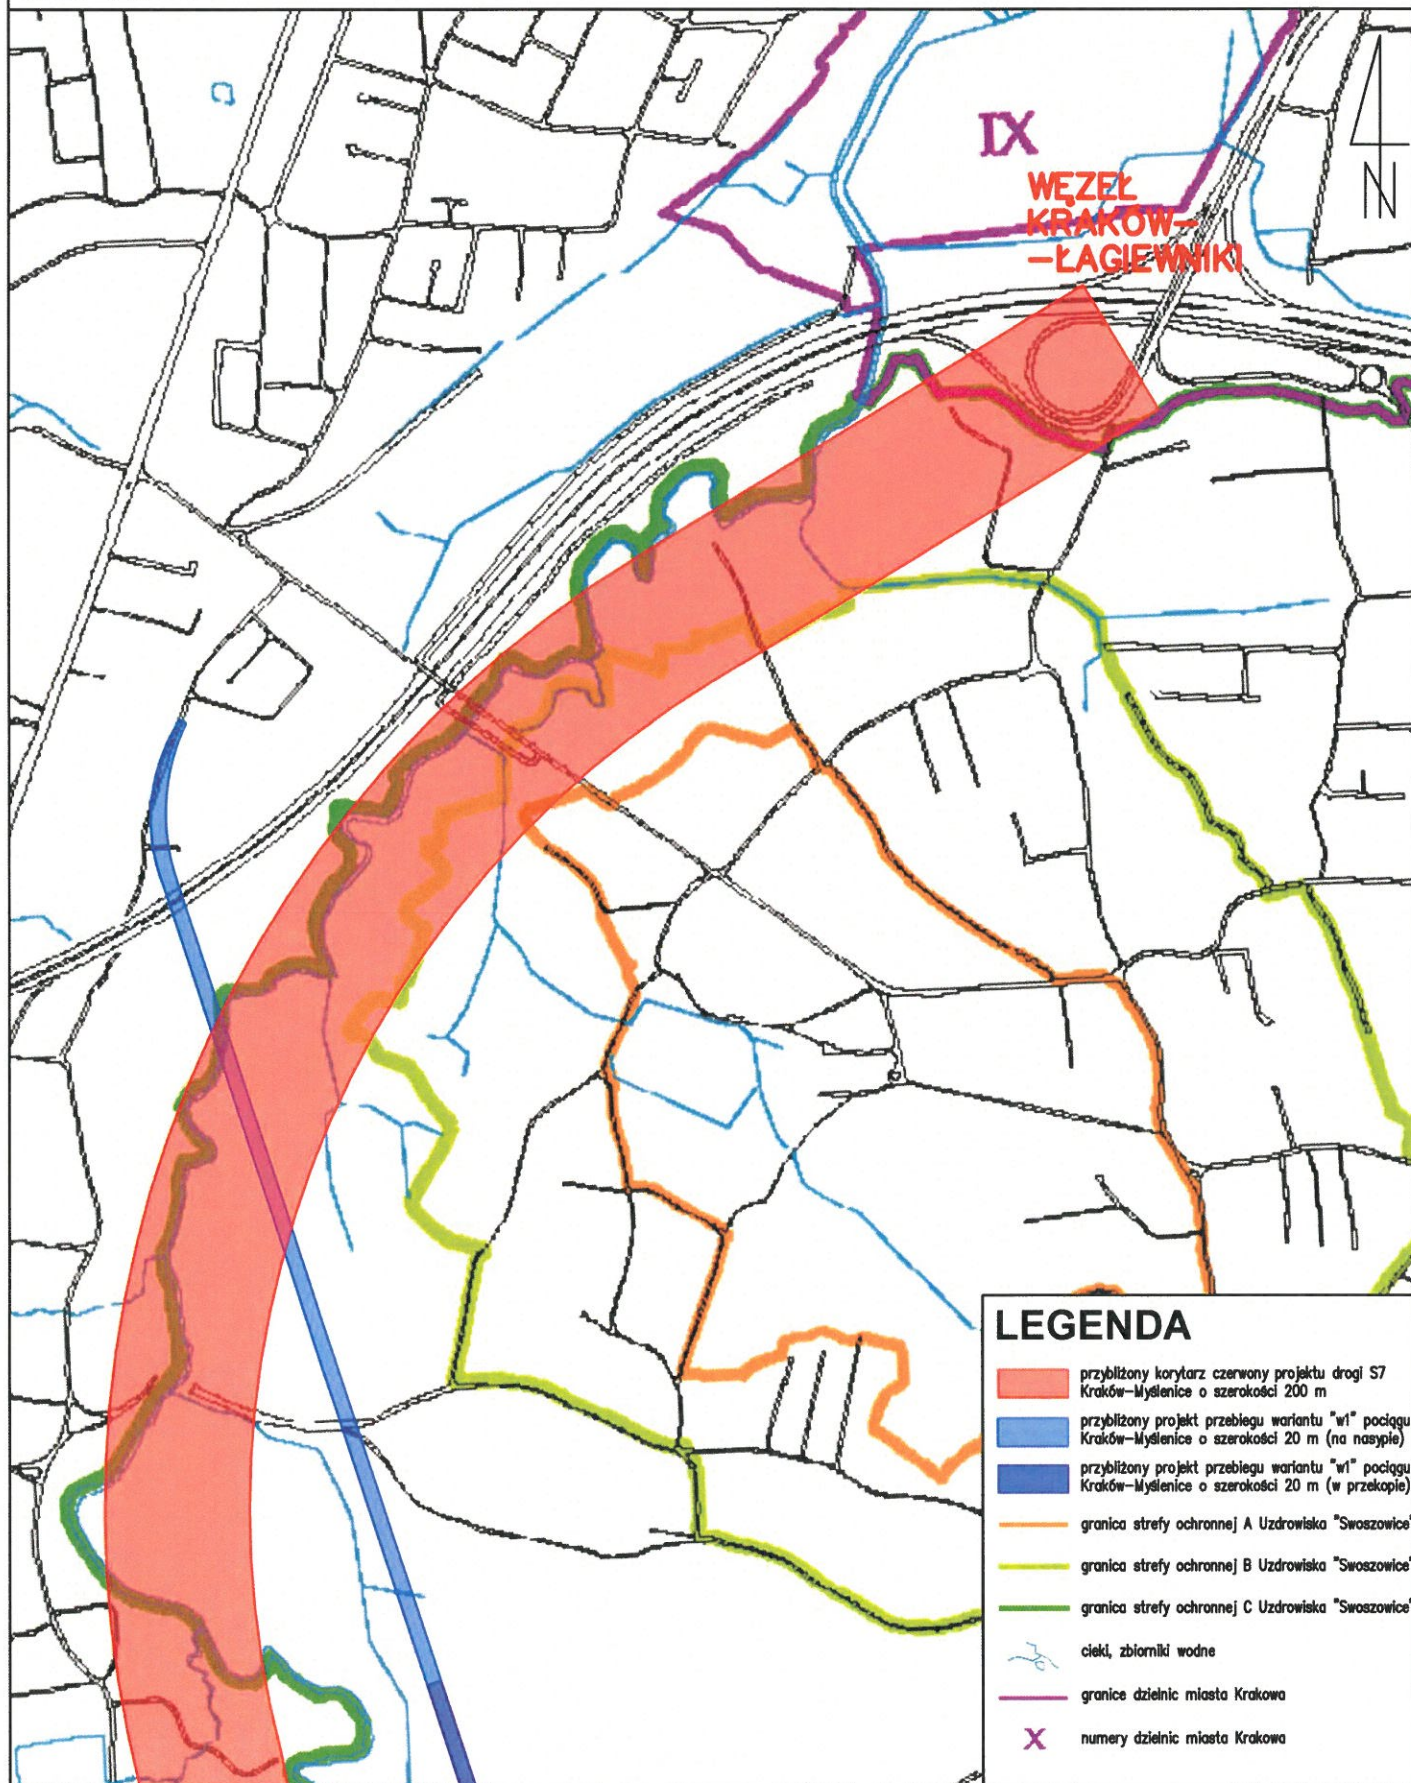 IX
N
WĘZEŁ
KRAKÓW-
-ŁAGIEWNIKI
LEGENDA
przybliżony korytarz czerwony projektu drogi S7
Kraków-Myślenice o szerokości 200 m
przybliżony projekt przebiegu wariantu "w1" pociągu
Kraków-Myślenice o szerokości 20 m (na nasypie)
przybliżony projekt przebiegu wariantu "w1" pociągu
Kraków-Myślenice o szerokości 20 m (w przekopie)
granica strefy ochronnej A Uzdrowiska "Swoszowice"
granica strefy ochronnej B Uzdrowiska "Swoszowice"
granica strefy ochronnej C Uzdrowiska "Swoszowice"
cieki, zbiorniki wodne
granice dzielnic miasta Krakowa
X numery dzielnic miasta Krakowa